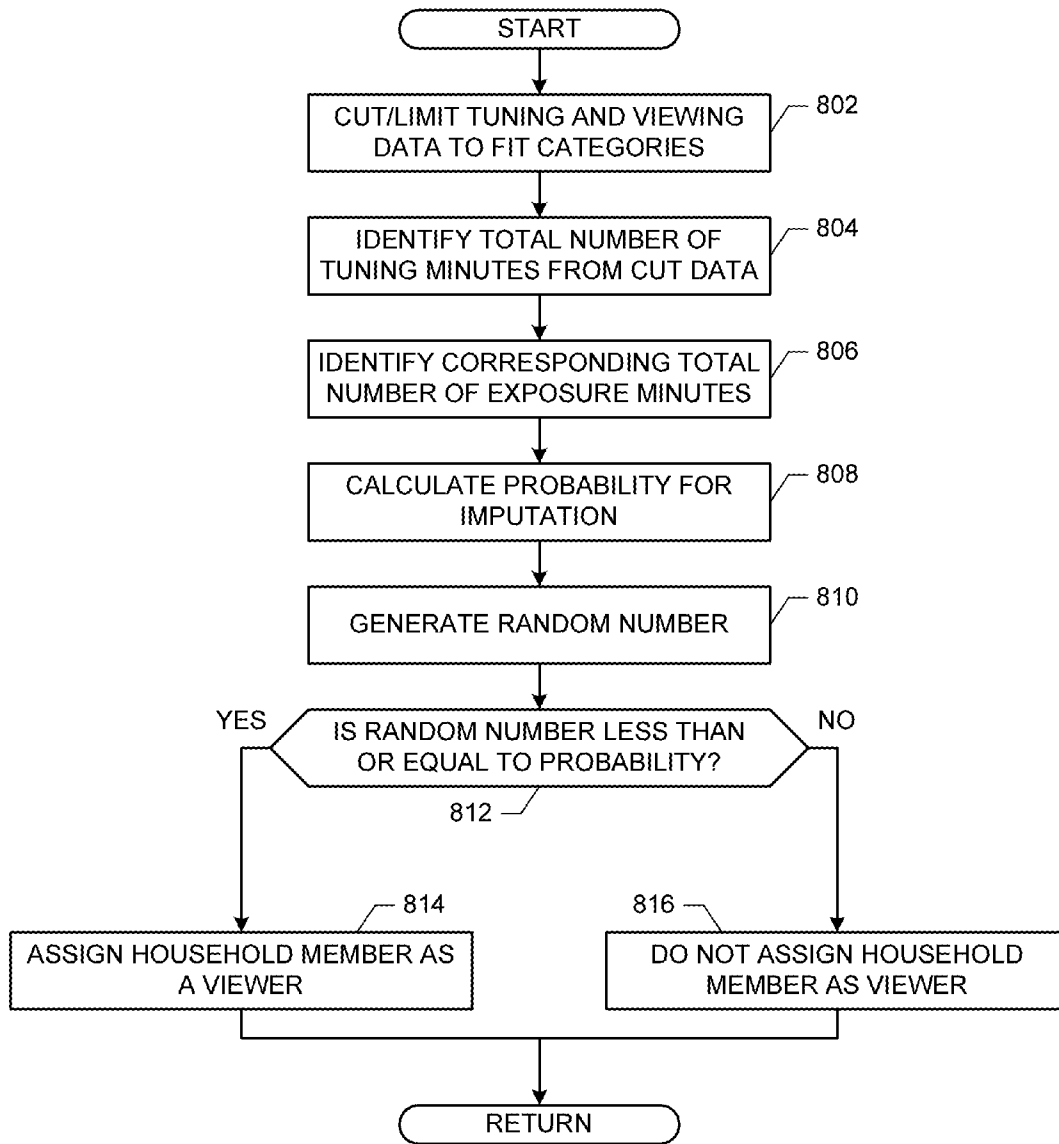 START
CUT/LIMIT TUNING AND VIEWING
DATA TO FIT CATEGORIES
802
IDENTIFY TOTAL NUMBER OF
TUNING MINUTES FROM CUT DATA
804
IDENTIFY CORRESPONDING TOTAL
NUMBER OF EXPOSURE MINUTES
806
CALCULATE PROBABILITY FOR
IMPUTATION
808
GENERATE RANDOM NUMBER
810
YES
IS RANDOM NUMBER LESS THAN
OR EQUAL TO PROBABILITY?
NO
812
814
ASSIGN HOUSEHOLD MEMBER AS
A VIEWER
816
DO NOT ASSIGN HOUSEHOLD
MEMBER AS VIEWER
RETURN